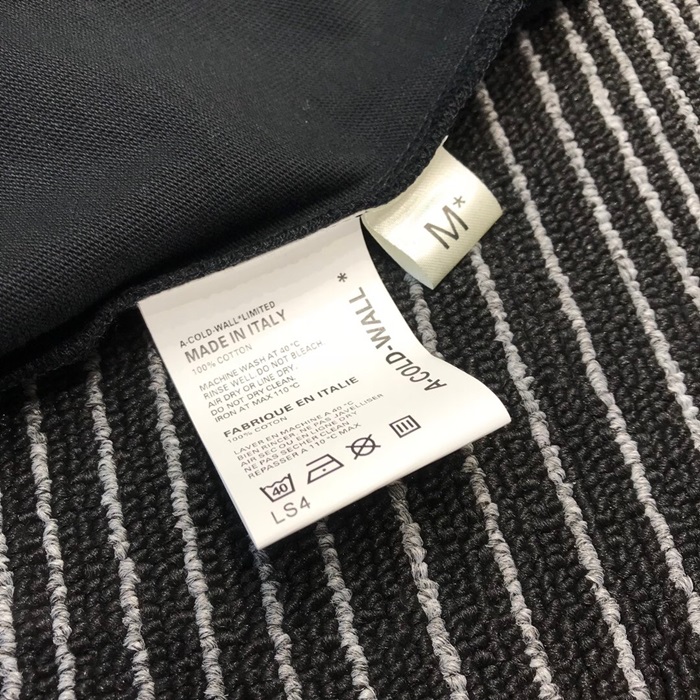 M*
A-COLD-WALL*
A-COLD-WALL*LIMITED
MADE IN ITALY
100% COTTON
MACHINE WASH AT 40°C
RINSE WELL. DO NOT BLEACH
AIR DRY OR LINE DRY.
DO NOT DRY CLEAN.
IRON AT MAX 110°C
FABRIQUE EN ITALIE
100% COTTON
LAVER EN MACHINE A 40°C
BIEN RINCER. NE PAS JAVELLISER
AIR SEC OU EN LIGNE SEC
NE PAS NETTOYER DRY
REPASSER A 110°C MAX
40
LS4